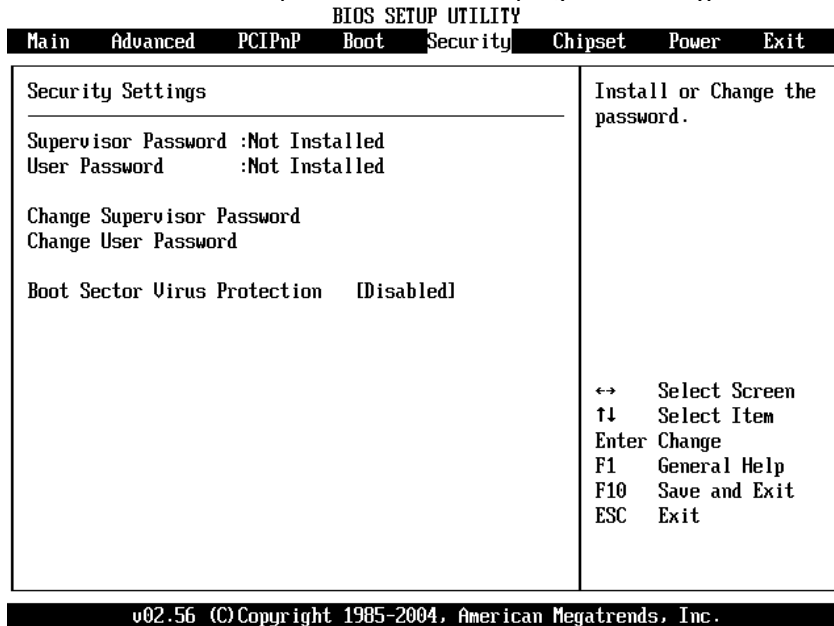 BIOS SETUP UTILITY
Main Advanced PCIPnP Boot Security Chipset Power Exit
Security Settings
Supervisor Password :Not Installed
User Password :Not Installed
Change Supervisor Password
Change User Password
Boot Sector Virus Protection [Disabled]
Install or Change the
password.
↔ Select Screen
↑↓ Select Item
Enter Change
F1 General Help
F10 Save and Exit
ESC Exit
v02.56 (C)Copyright 1985-2004, American Megatrends, Inc.